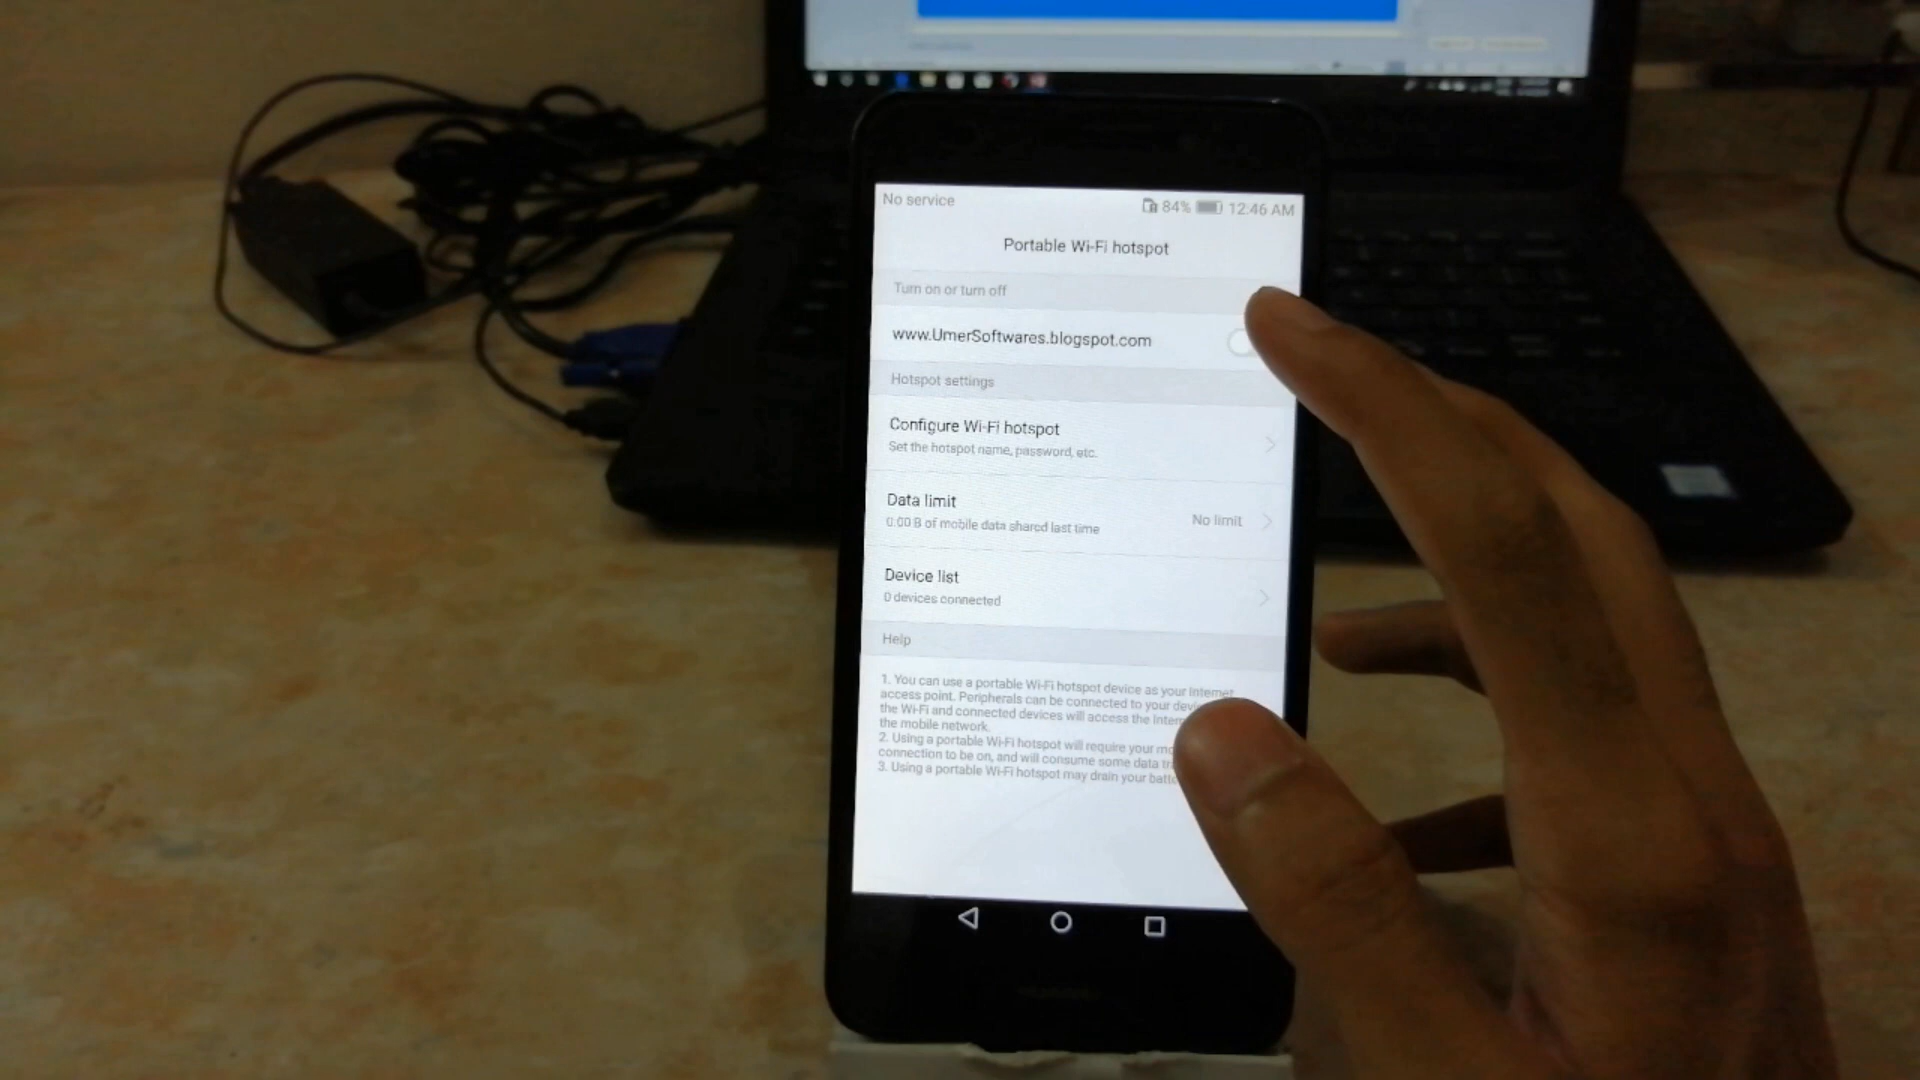 No service 84% 12:46 AM
Portable Wi-Fi hotspot
Turn on or turn off
www.UmerSoftwares.blogspot.com
Hotspot settings
Configure Wi-Fi hotspot
Set the hotspot name, password, etc.
Data limit
0.00 B of mobile data shared last time
No limit
Device list
0 devices connected
Help
1. You can use a portable Wi-Fi hotspot device as your Internet
access point. Peripherals can be connected to your
the Wi-Fi and connected devices will access the
the mobile network.
2. Using a portable Wi-Fi hotspot will require your
connection to be on, and will consume some data
3. Using a portable Wi-Fi hotspot may drain your